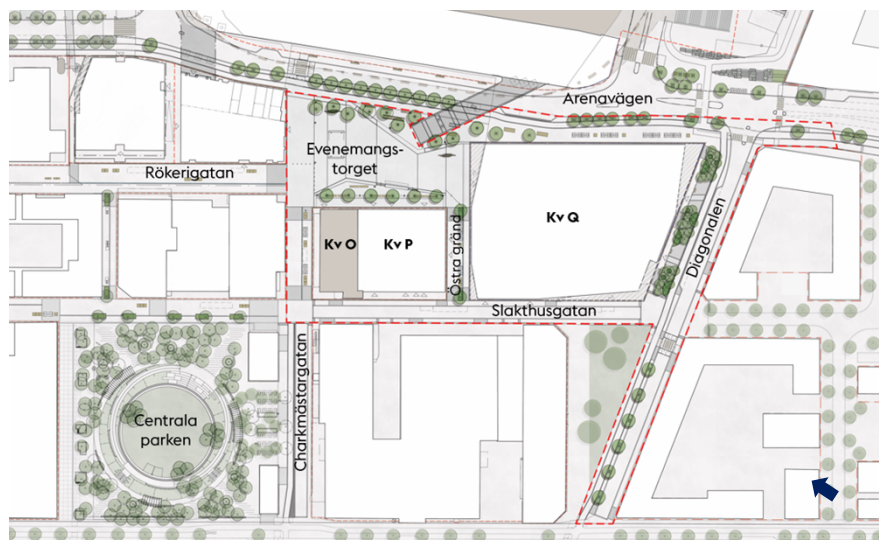 Arenavägen
Evenemangs-
torget
Rökerigatan
Kv Q
Kv O
Kv P
Östra gränd
Diagonalen
Slakthusgatan
Charkmästargatan
Centrala
parken